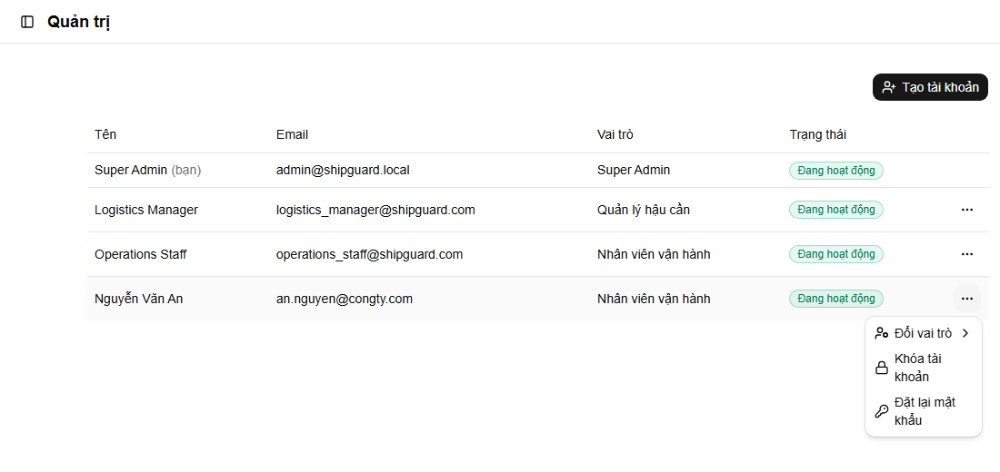 Quản trị
Tạo tài khoản
Tên Email Vai trò Trạng thái
Super Admin (bạn) admin@shipguard.local Super Admin Đang hoạt động
Logistics Manager logistics_manager@shipguard.com Quản lý hậu cần Đang hoạt động
Operations Staff operations_staff@shipguard.com Nhân viên vận hành Đang hoạt động
Nguyễn Văn An an.nguyen@congty.com Nhân viên vận hành Đang hoạt động
Đổi vai trò
Khóa tài
khoản
Đặt lại mật
khẩu